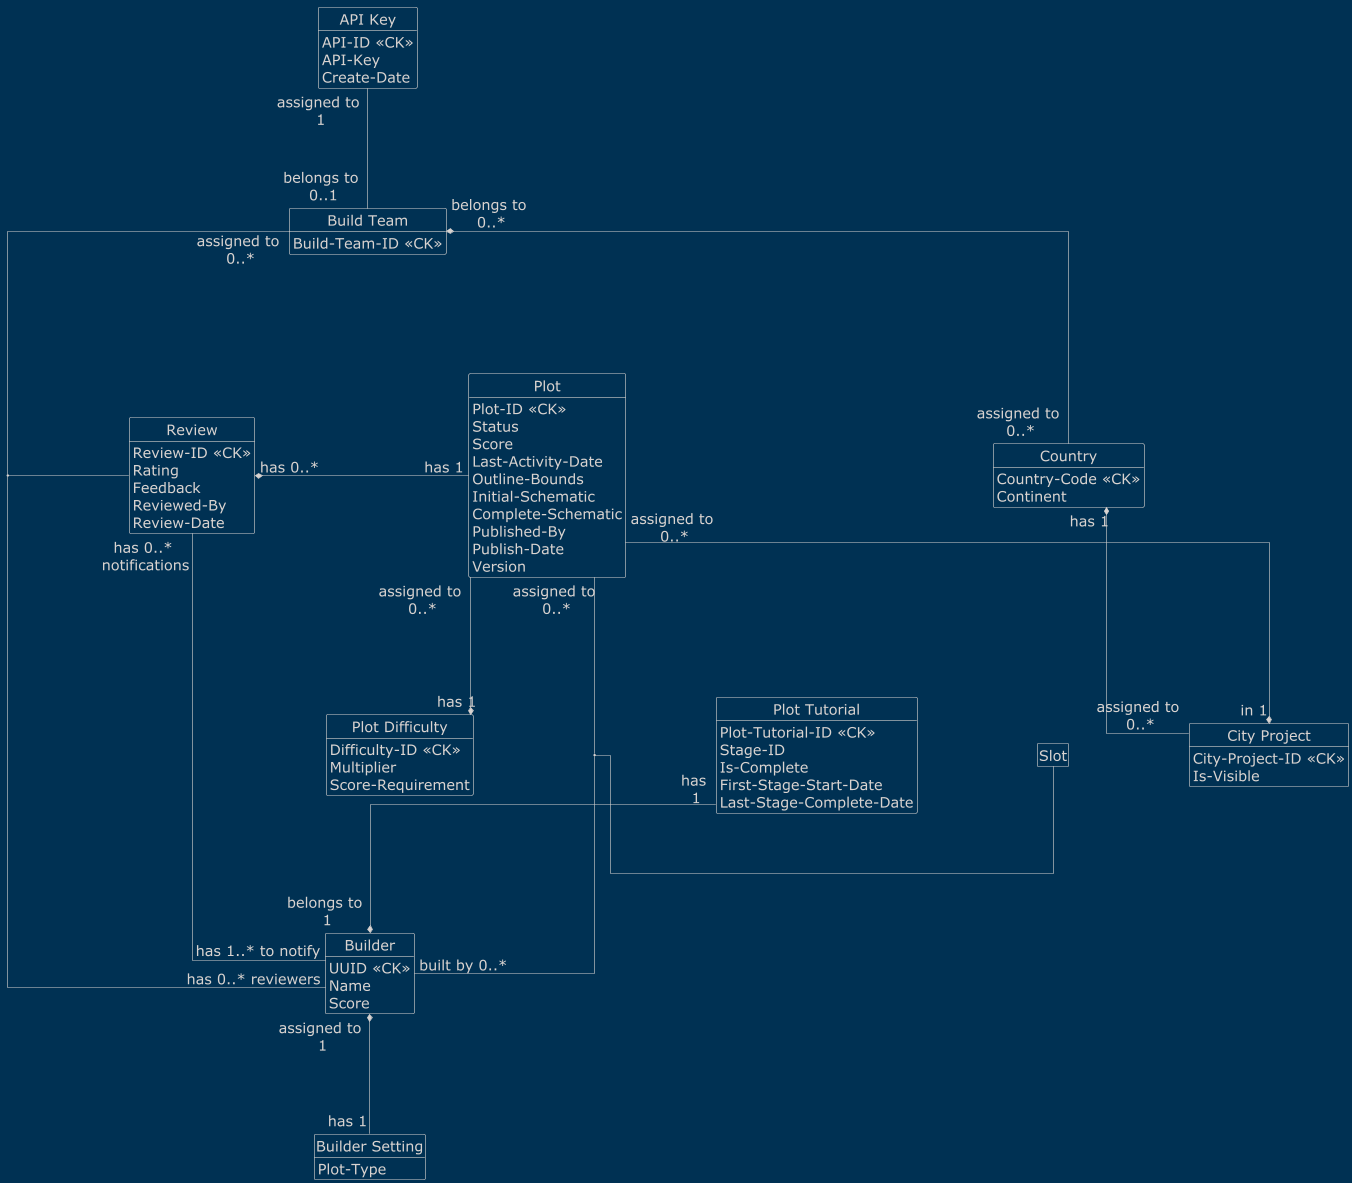 API Key
API-ID «CK»
API-Key
Create-Date
assigned to
1
belongs to
0..1
Build Team
Build-Team-ID «CK»
belongs to
0..*
assigned to
0..*
Plot
Plot-ID «CK»
Status
Score
Last-Activity-Date
Outline-Bounds
Initial-Schematic
Complete-Schematic
Published-By
Publish-Date
Version
Review
Review-ID «CK»
Rating
Feedback
Reviewed-By
Review-Date
has 0..*
has 1
assigned to
0..*
Country
Country-Code «CK»
Continent
has 1
assigned to
0..*
has 0..*
notifications
assigned to
0..*
assigned to
0..*
has 1
Plot Difficulty
Difficulty-ID «CK»
Multiplier
Score-Requirement
Plot Tutorial
Plot-Tutorial-ID «CK»
Stage-ID
Is-Complete
First-Stage-Start-Date
Last-Stage-Complete-Date
has
1
Slot
assigned to
0..*
in 1
City Project
City-Project-ID «CK»
Is-Visible
belongs to
1
Builder
UUID «CK»
Name
Score
has 1..* to notify
has 0..* reviewers
built by 0..*
assigned to
1
has 1
Builder Setting
Plot-Type